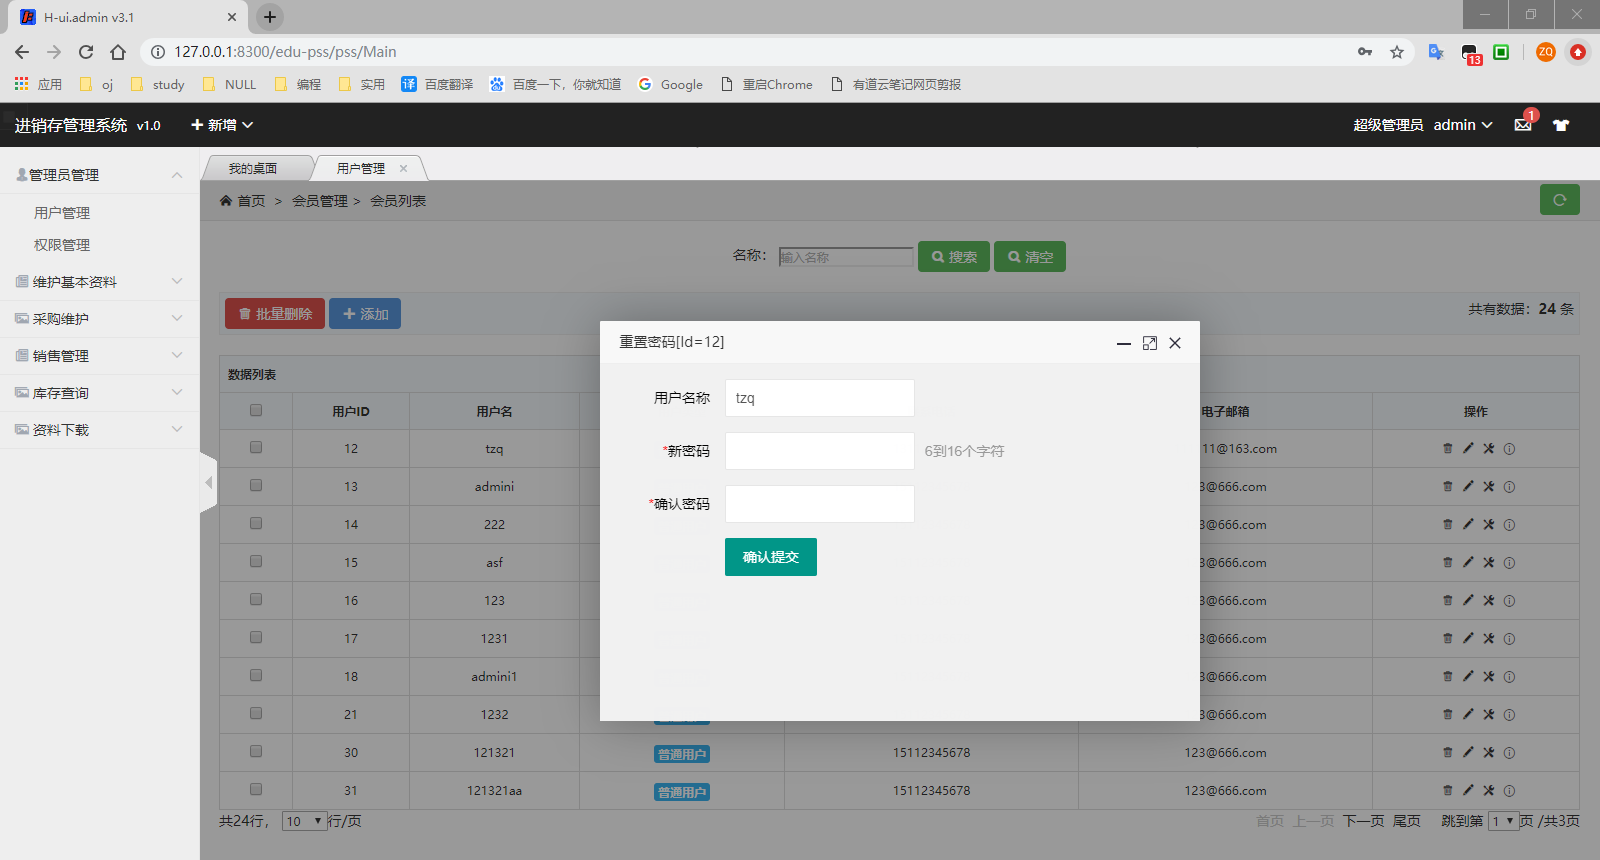 H-ui.admin v3.1
127.0.0.1:8300/edu-pss/pss/Main
13
ZQ
应用 oj study NULL 编程 实用 译 百度翻译 百度一下，你就知道 Google 重启Chrome 有道云笔记网页剪报
进销存管理系统 v1.0 新增 超级管理员 admin 1
管理员管理
用户管理
权限管理
维护基本资料
采购维护
销售管理
库存查询
资料下载
我的桌面 用户管理
首页 > 会员管理 > 会员列表
名称： 输入名称 搜索 清空
批量删除 添加 共有数据：24 条
数据列表
用户ID 用户名 电子邮箱 操作
12 tzq 11@163.com
13 admini 3@666.com
14 222 3@666.com
15 asf 3@666.com
16 123 3@666.com
17 1231 3@666.com
18 admini1 3@666.com
21 1232 3@666.com
30 121321 普通用户 15112345678 123@666.com
31 121321aa 普通用户 15112345678 123@666.com
共24行， 10 行/页 首页 上一页 下一页 尾页 跳到第 1 页 /共3页
重置密码[Id=12]
用户名称 tzq
*新密码 6到16个字符
*确认密码
确认提交